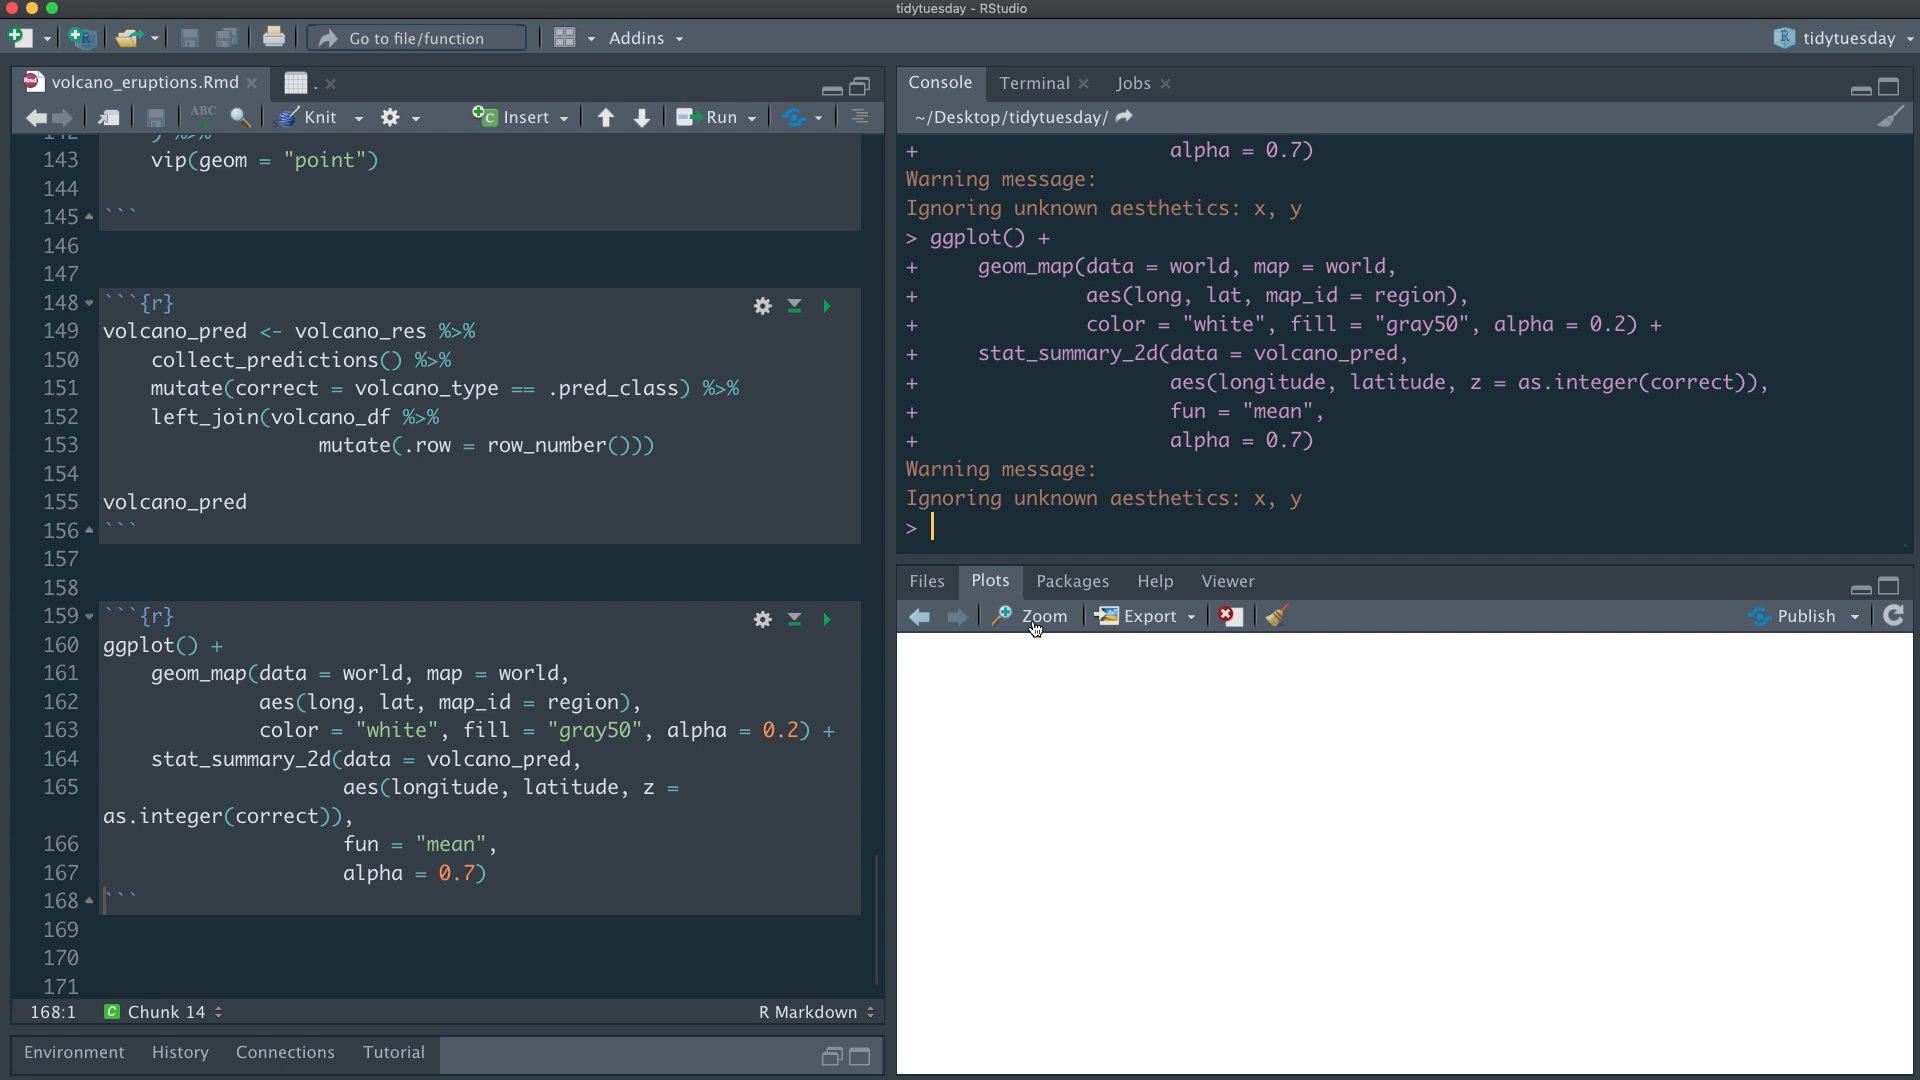 tidytuesday - RStudio
Go to file/function
Addins
tidytuesday
volcano_eruptions.Rmd
.
ABC
Knit
Insert
Run
143 vip(geom = "point")
144
145 ```
146
147
148 ```{r}
149 volcano_pred <- volcano_res %>%
150 collect_predictions() %>%
151 mutate(correct = volcano_type == .pred_class) %>%
152 left_join(volcano_df %>%
153 mutate(.row = row_number()))
154
155 volcano_pred
156 ```
157
158
159 ```{r}
160 ggplot() +
161 geom_map(data = world, map = world,
162 aes(long, lat, map_id = region),
163 color = "white", fill = "gray50", alpha = 0.2) +
164 stat_summary_2d(data = volcano_pred,
165 aes(longitude, latitude, z =
as.integer(correct)),
166 fun = "mean",
167 alpha = 0.7)
168 ```
169
170
171
168:1 C Chunk 14 R Markdown
Environment History Connections Tutorial
Console Terminal Jobs
~/Desktop/tidytuesday/
+ alpha = 0.7)
Warning message:
Ignoring unknown aesthetics: x, y
> ggplot() +
+ geom_map(data = world, map = world,
+ aes(long, lat, map_id = region),
+ color = "white", fill = "gray50", alpha = 0.2) +
+ stat_summary_2d(data = volcano_pred,
+ aes(longitude, latitude, z = as.integer(correct)),
+ fun = "mean",
+ alpha = 0.7)
Warning message:
Ignoring unknown aesthetics: x, y
>
Files Plots Packages Help Viewer
Zoom Export Publish